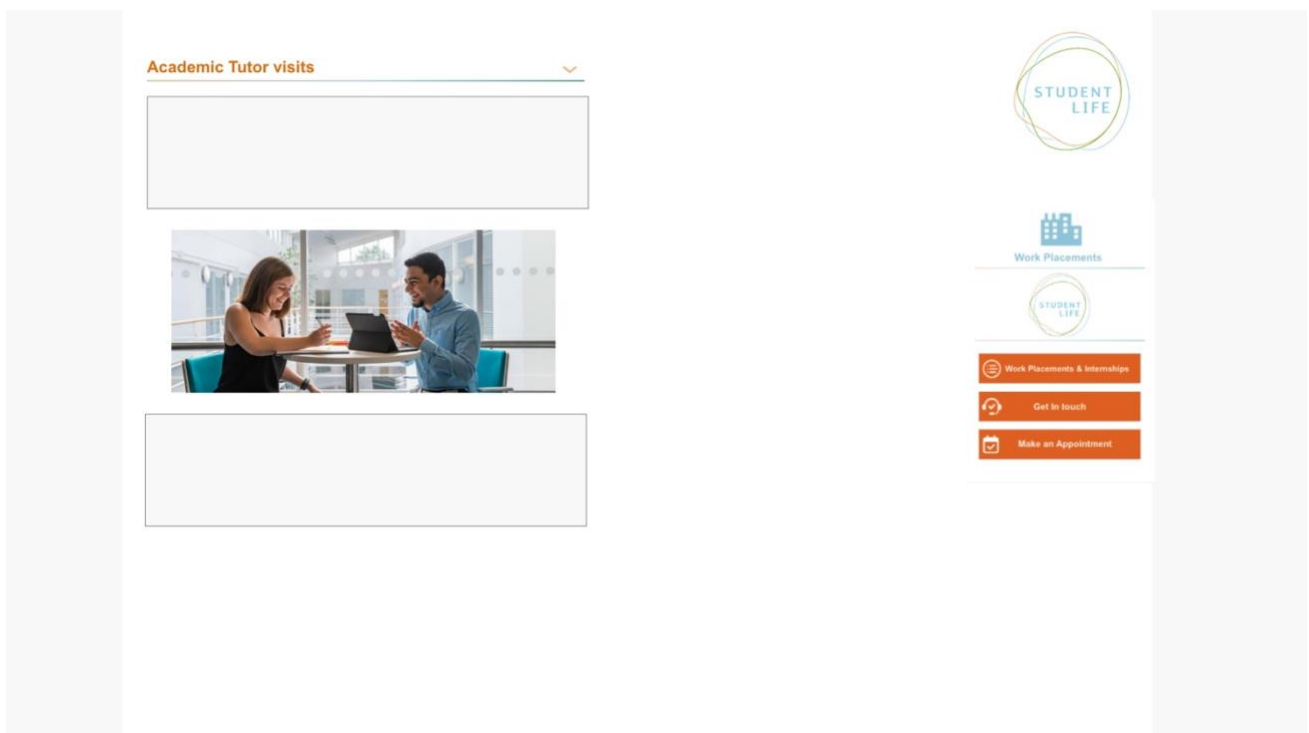 Academic Tutor visits
STUDENT
LIFE
Work Placements
STUDENT
LIFE
Work Placements & Internships
Get In touch
Make an Appointment